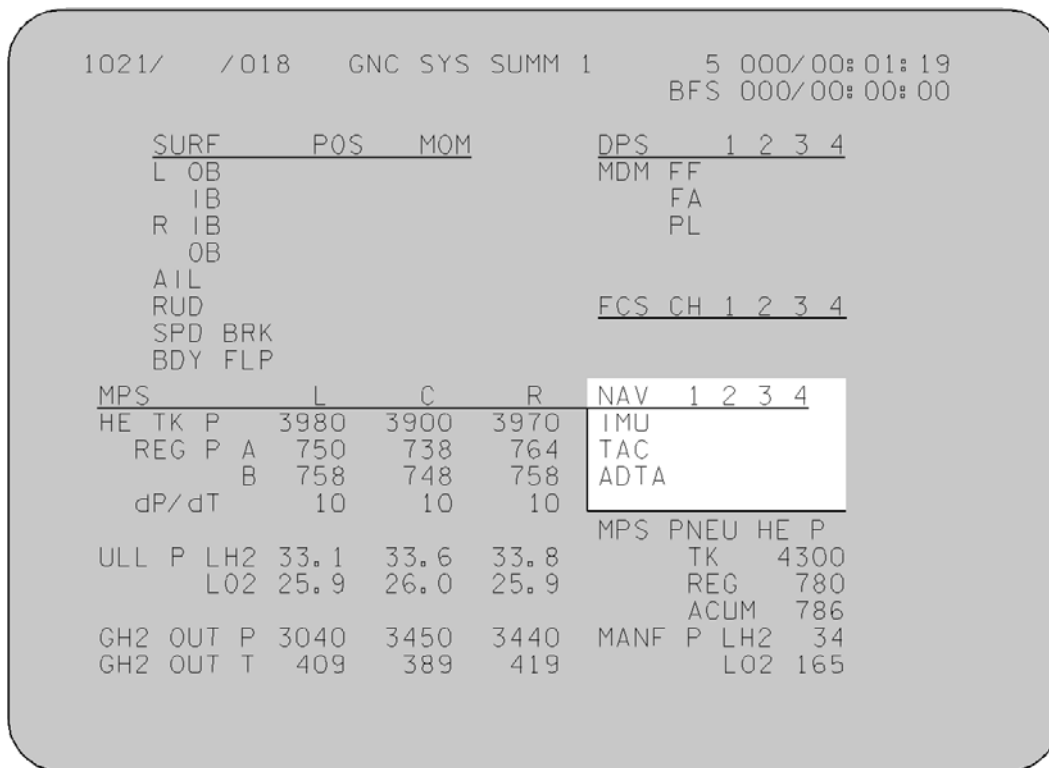 1021/ /018 GNC SYS SUMM 1 5 000/00:01:19
BFS 000/00:00:00
SURF POS MOM DPS 1 2 3 4
L OB MDM FF
IB FA
R IB PL
OB
AIL
RUD FCS CH 1 2 3 4
SPD BRK
BDY FLP
MPS L C R NAV 1 2 3 4
HE TK P 3980 3900 3970 IMU
REG P A 750 738 764 TAC
B 758 748 758 ADTA
dP/dT 10 10 10
MPS PNEU HE P
ULL P LH2 33.1 33.6 33.8 TK 4300
LO2 25.9 26.0 25.9 REG 780
ACUM 786
GH2 OUT P 3040 3450 3440 MANF P LH2 34
GH2 OUT T 409 389 419 LO2 165